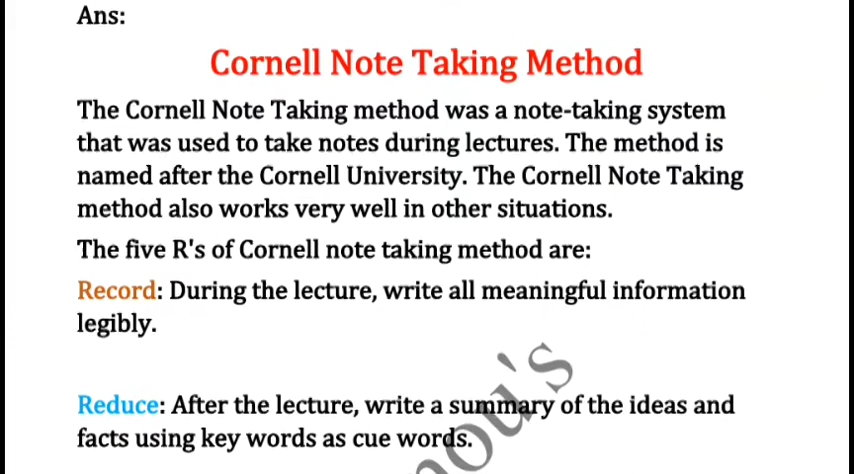 Ans:
Cornell Note Taking Method
The Cornell Note Taking method was a note-taking system
that was used to take notes during lectures. The method is
named after the Cornell University. The Cornell Note Taking
method also works very well in other situations.
The five R's of Cornell note taking method are:
Record: During the lecture, write all meaningful information
legibly.
Reduce: After the lecture, write a summary of the ideas and
facts using key words as cue words.